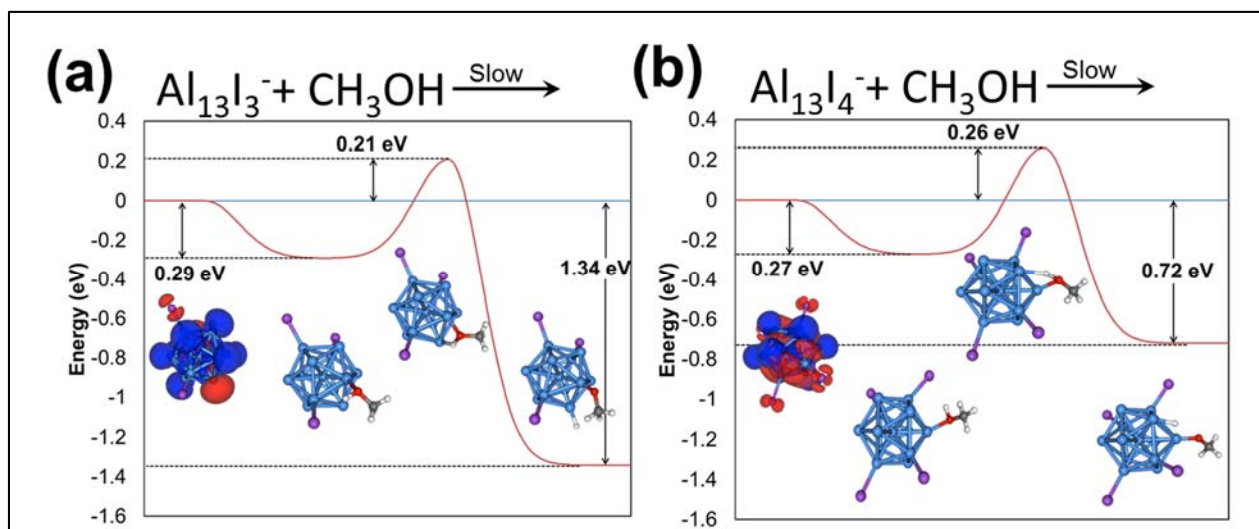 (a)
Al₁₃I₃⁻+ CH₃OH Slow
0.4
0.2
0
-0.2
-0.4
-0.6
-0.8
-1
-1.2
-1.4
-1.6
Energy (eV)
0.21 eV
0.29 eV
1.34 eV
(b)
Al₁₃I₄⁻+ CH₃OH Slow
0.4
0.2
0
-0.2
-0.4
-0.6
-0.8
-1
-1.2
-1.4
-1.6
Energy (eV)
0.26 eV
0.27 eV
0.72 eV